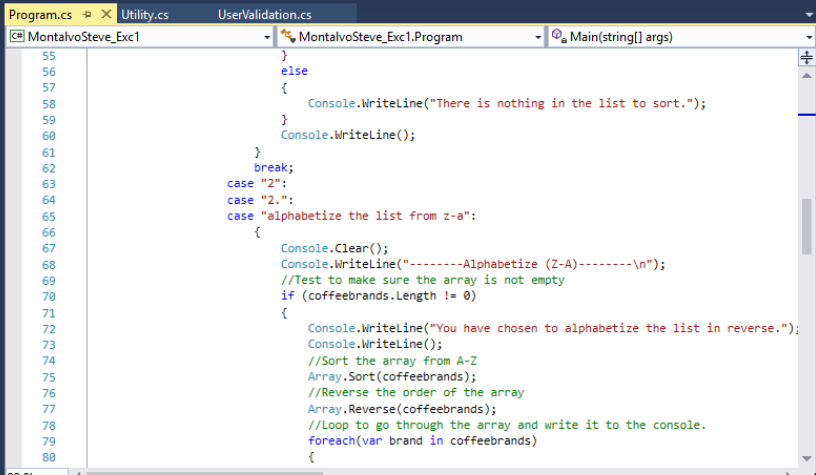 Program.cs Utility.cs UserValidation.cs
C# MontalvoSteve_Exc1 MontalvoSteve_Exc1.Program Main(string[] args)
55 }
56 else
57 {
58 Console.WriteLine("There is nothing in the list to sort.");
59 }
60 Console.WriteLine();
61 }
62 break;
63 case "2":
64 case "2.":
65 case "alphabetize the list from z-a":
66 {
67 Console.Clear();
68 Console.WriteLine("--------Alphabetize (Z-A)--------\n");
69 //Test to make sure the array is not empty
70 if (coffeebrands.Length != 0)
71 {
72 Console.WriteLine("You have chosen to alphabetize the list in reverse.");
73 Console.WriteLine();
74 //Sort the array from A-Z
75 Array.Sort(coffeebrands);
76 //Reverse the order of the array
77 Array.Reverse(coffeebrands);
78 //Loop to go through the array and write it to the console.
79 foreach(var brand in coffeebrands)
80 {